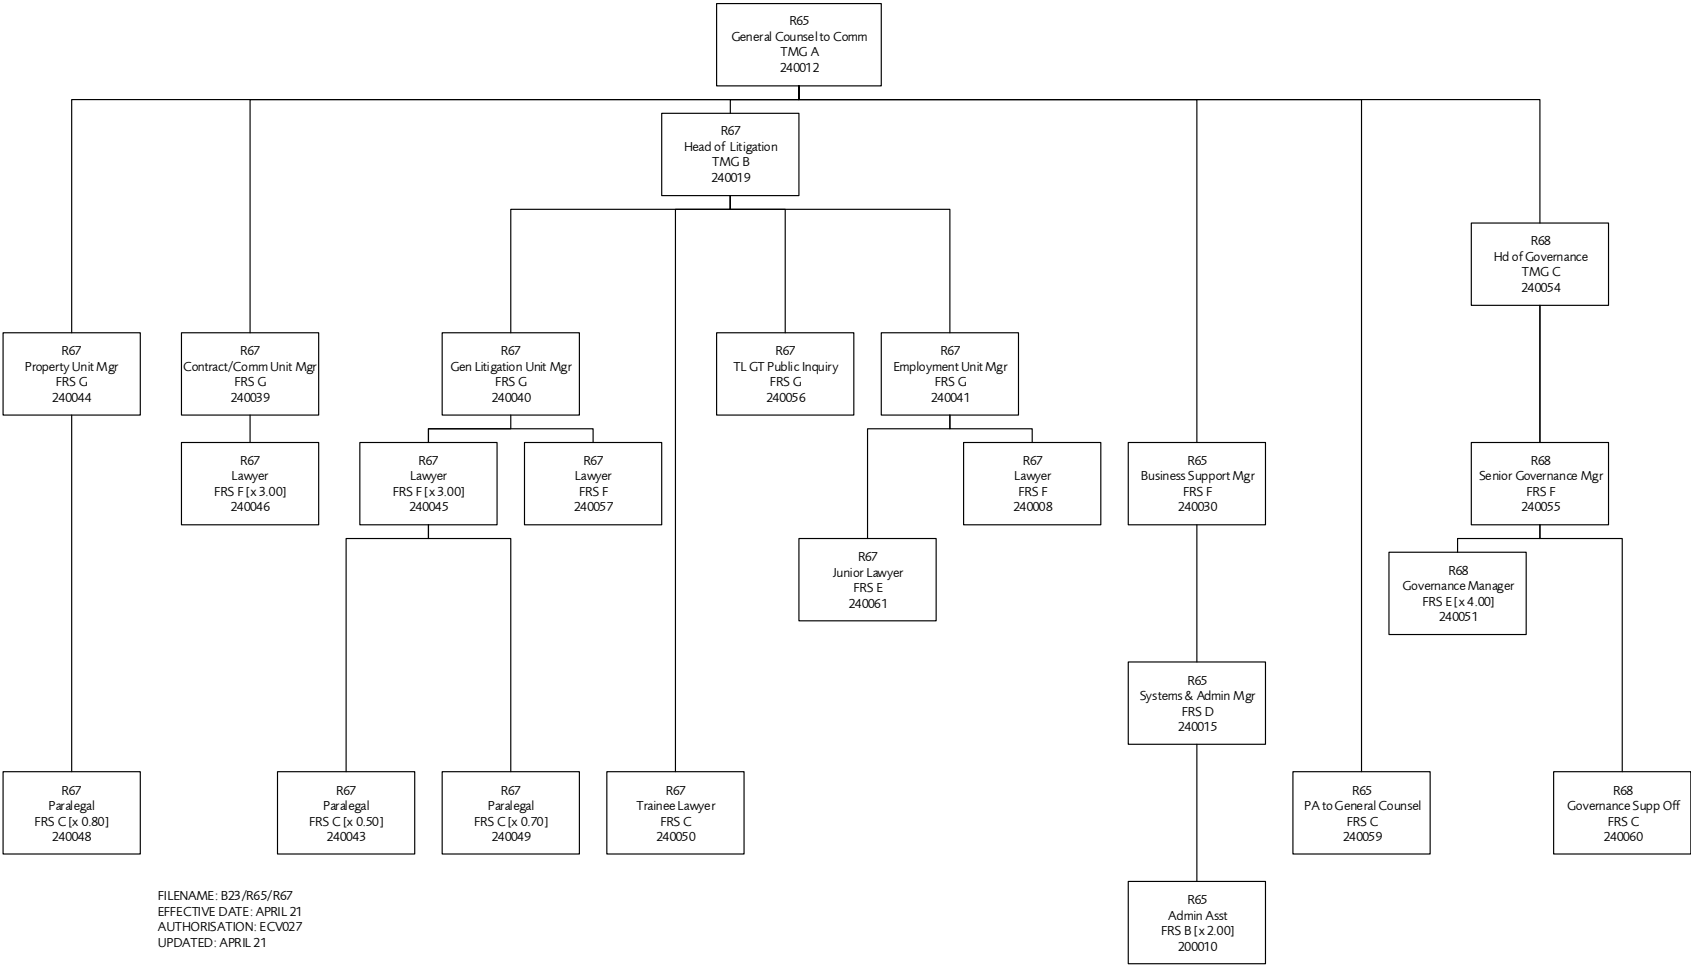 R65
General Counsel to Comm
TMG A
240012
R67
Head of Litigation
TMG B
240019
R68
Hd of Governance
TMG C
240054
R67
Property Unit Mgr
FRS G
240044
R67
Contract/Comm Unit Mgr
FRS G
240039
R67
Gen Litigation Unit Mgr
FRS G
240040
R67
TL GT Public Inquiry
FRS G
240056
R67
Employment Unit Mgr
FRS G
240041
R67
Lawyer
FRS F [x 3.00]
240046
R67
Lawyer
FRS F [x 3.00]
240045
R67
Lawyer
FRS F
240057
R67
Lawyer
FRS F
240008
R65
Business Support Mgr
FRS F
240030
R68
Senior Governance Mgr
FRS F
240055
R67
Junior Lawyer
FRS E
240061
R68
Governance Manager
FRS E [x 4.00]
240051
R65
Systems & Admin Mgr
FRS D
240015
R67
Paralegal
FRS C [x 0.80]
240048
R67
Paralegal
FRS C [x 0.50]
240043
R67
Paralegal
FRS C [x 0.70]
240049
R67
Trainee Lawyer
FRS C
240050
R65
PA to General Counsel
FRS C
240059
R68
Governance Supp Off
FRS C
240060
R65
Admin Asst
FRS B [x 2.00]
200010
FILENAME: B23/R65/R67
EFFECTIVE DATE: APRIL 21
AUTHORISATION: ECV027
UPDATED: APRIL 21